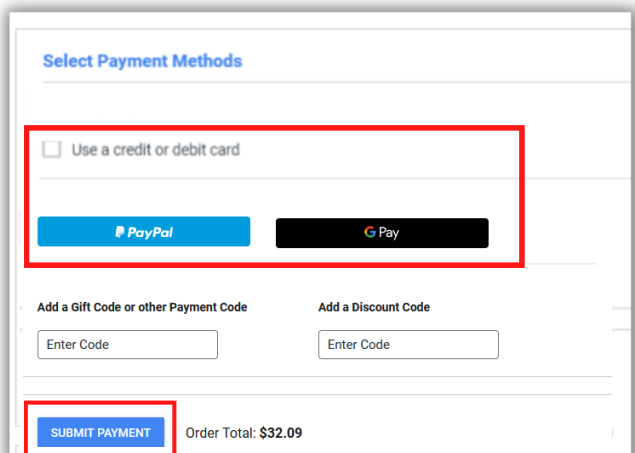 Select Payment Methods
Use a credit or debit card
PayPal
G Pay
Add a Gift Code or other Payment Code
Add a Discount Code
Enter Code
Enter Code
SUBMIT PAYMENT
Order Total: $32.09